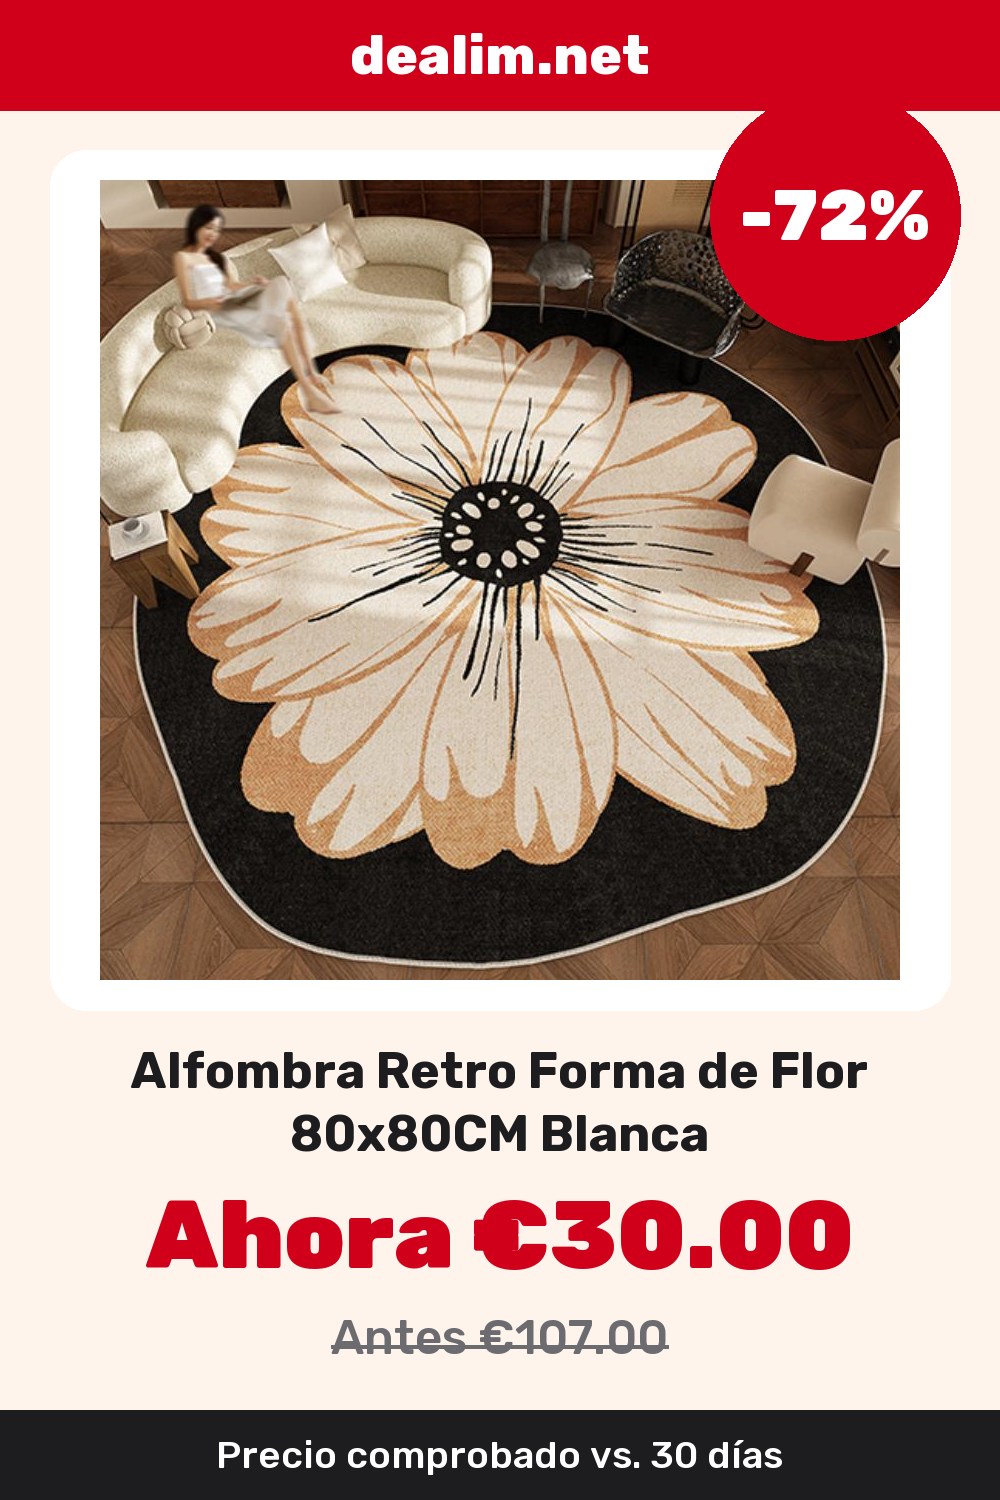 dealim.net
-72%
Alfombra Retro Forma de Flor
80x80CM Blanca
Ahora €30.00
Antes €107.00
Precio comprobado vs. 30 días